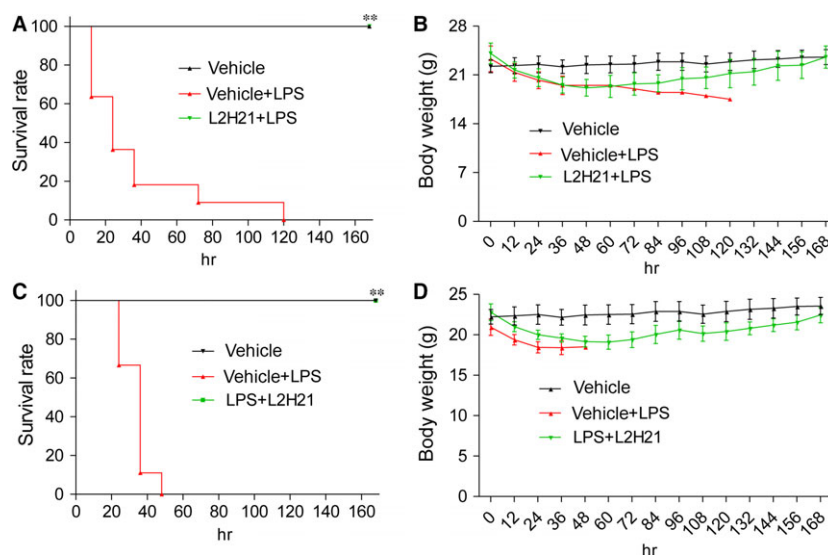 A
100
80
60
40
20
0
Survival rate
**
Vehicle
Vehicle+LPS
L2H21+LPS
0 20 40 60 80 100 120 140 160
hr
B
28
23
18
13
8
Body weight (g)
Vehicle
Vehicle+LPS
L2H21+LPS
0 12 24 36 48 60 72 84 96 108 120 132 144 156 168
C
100
80
60
40
20
0
Survival rate
**
Vehicle
Vehicle+LPS
LPS+L2H21
0 20 40 60 80 100 120 140 160
hr
D
25
20
15
10
5
0
Body weight (g)
Vehicle
Vehicle+LPS
LPS+L2H21
0 12 24 36 48 60 72 84 96 108 120 132 144 156 168
hr